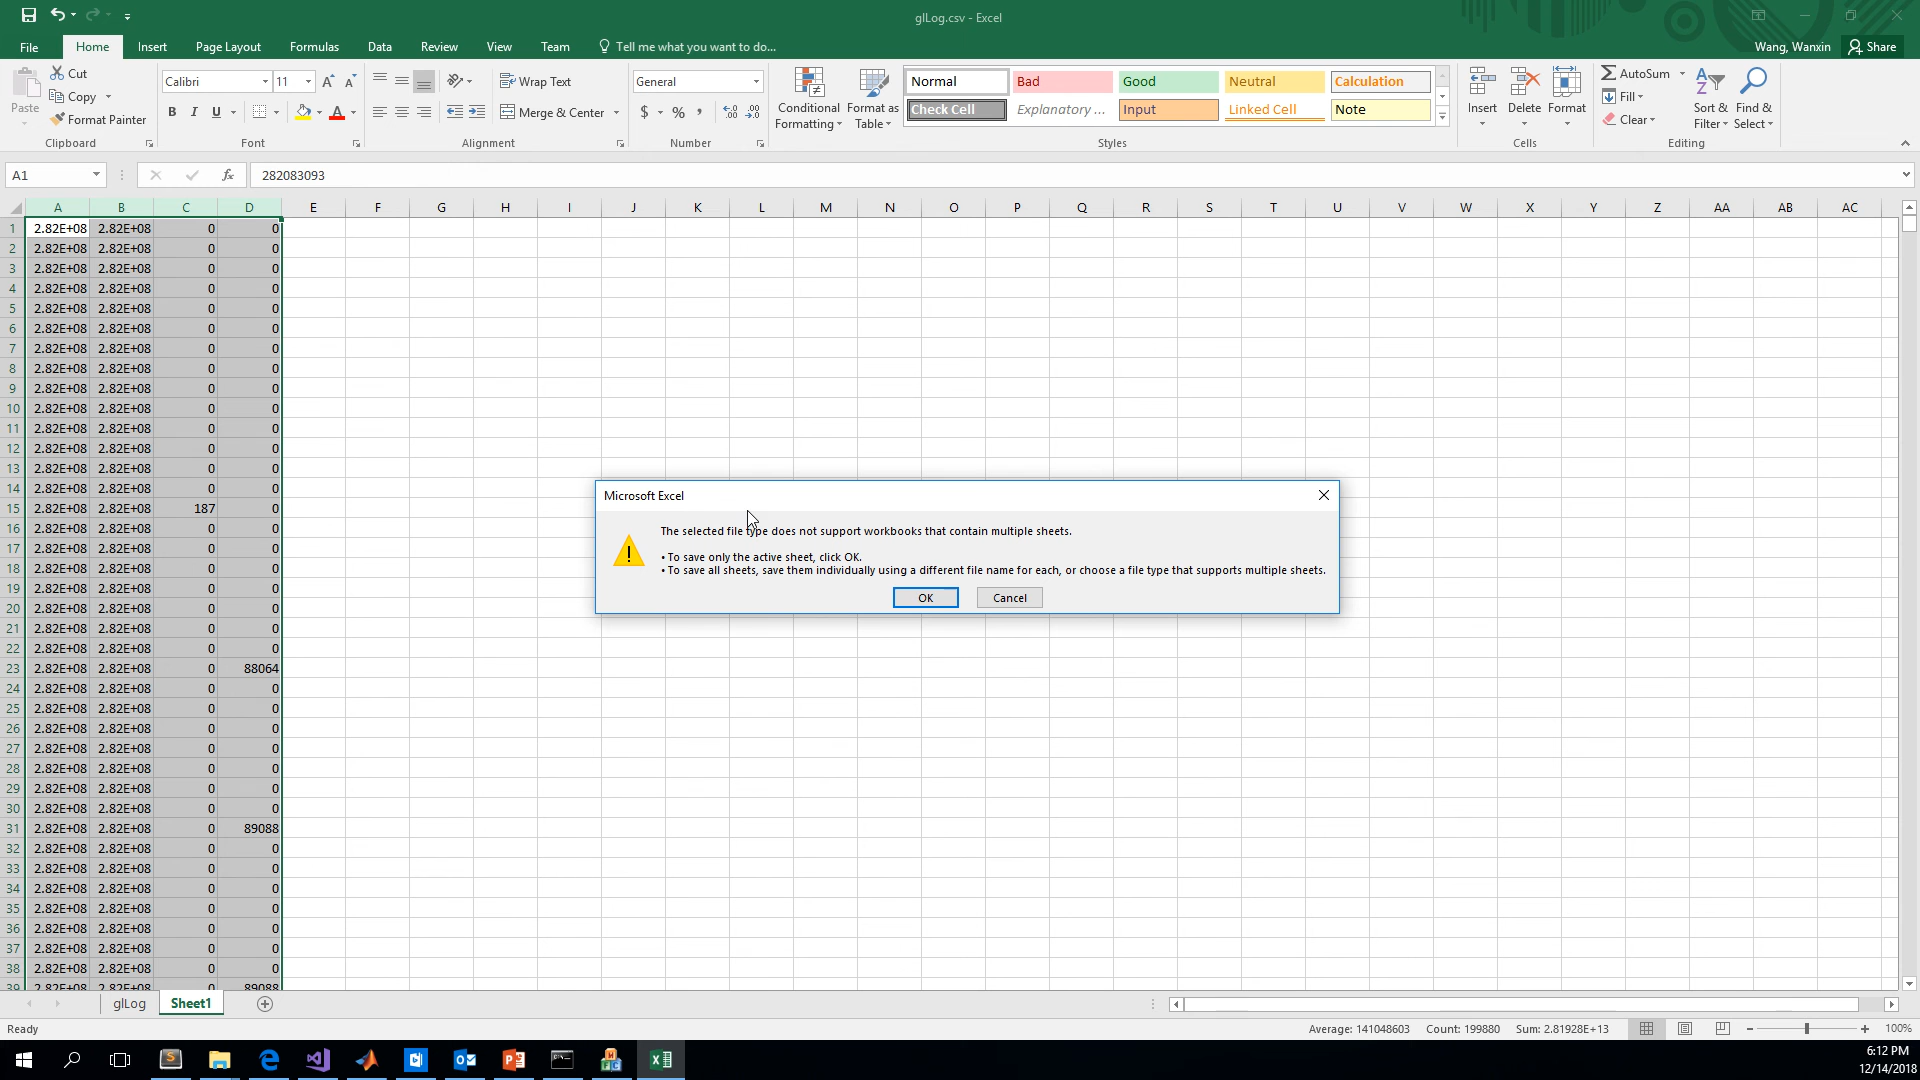 glLog.csv - Excel
File Home Insert Page Layout Formulas Data Review View Team Tell me what you want to do... Wang, Wanxin Share
Paste Cut Copy Format Painter Clipboard
Calibri 11 A A B I U A Font
Wrap Text Merge & Center Alignment
General $ % , Number
Conditional Formatting Format as Table
Normal Bad Good Neutral Calculation
Check Cell Explanatory ... Input Linked Cell Note
Styles
Insert Delete Format Cells
AutoSum Fill Clear Sort & Filter Find & Select Editing
A1 fx 282083093
A B C D E F G H I J K L M N O P Q R S T U V W X Y Z AA AB AC
1 2.82E+08 2.82E+08 0 0
2 2.82E+08 2.82E+08 0 0
3 2.82E+08 2.82E+08 0 0
4 2.82E+08 2.82E+08 0 0
5 2.82E+08 2.82E+08 0 0
6 2.82E+08 2.82E+08 0 0
7 2.82E+08 2.82E+08 0 0
8 2.82E+08 2.82E+08 0 0
9 2.82E+08 2.82E+08 0 0
10 2.82E+08 2.82E+08 0 0
11 2.82E+08 2.82E+08 0 0
12 2.82E+08 2.82E+08 0 0
13 2.82E+08 2.82E+08 0 0
14 2.82E+08 2.82E+08 0 0
15 2.82E+08 2.82E+08 187 0
16 2.82E+08 2.82E+08 0 0
17 2.82E+08 2.82E+08 0 0
18 2.82E+08 2.82E+08 0 0
19 2.82E+08 2.82E+08 0 0
20 2.82E+08 2.82E+08 0 0
21 2.82E+08 2.82E+08 0 0
22 2.82E+08 2.82E+08 0 0
23 2.82E+08 2.82E+08 0 88064
24 2.82E+08 2.82E+08 0 0
25 2.82E+08 2.82E+08 0 0
26 2.82E+08 2.82E+08 0 0
27 2.82E+08 2.82E+08 0 0
28 2.82E+08 2.82E+08 0 0
29 2.82E+08 2.82E+08 0 0
30 2.82E+08 2.82E+08 0 0
31 2.82E+08 2.82E+08 0 89088
32 2.82E+08 2.82E+08 0 0
33 2.82E+08 2.82E+08 0 0
34 2.82E+08 2.82E+08 0 0
35 2.82E+08 2.82E+08 0 0
36 2.82E+08 2.82E+08 0 0
37 2.82E+08 2.82E+08 0 0
38 2.82E+08 2.82E+08 0 0
39 2.82E+08 2.82E+08 0 89088
Microsoft Excel
The selected file type does not support workbooks that contain multiple sheets.
• To save only the active sheet, click OK.
• To save all sheets, save them individually using a different file name for each, or choose a file type that supports multiple sheets.
OK Cancel
glLog Sheet1
Ready Average: 141048603 Count: 199880 Sum: 2.81928E+13 100%
6:12 PM
12/14/2018